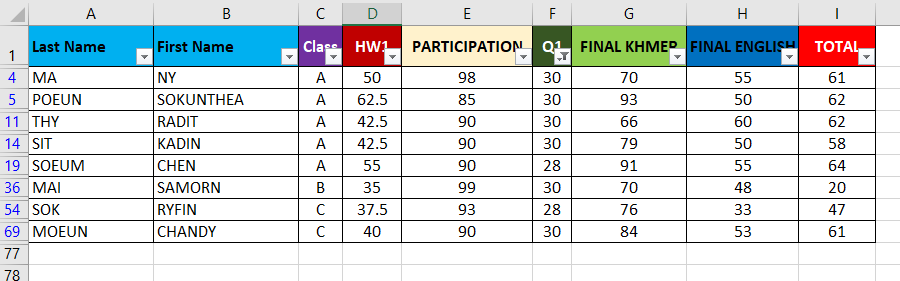 A B C D E F G H I
1 Last Name First Name Class HW1 PARTICIPATION Q1 FINAL KHMER FINAL ENGLISH TOTAL
4 MA NY A 50 98 30 70 55 61
5 POEUN SOKUNTHEA A 62.5 85 30 93 50 62
11 THY RADIT A 42.5 90 30 66 60 62
14 SIT KADIN A 42.5 90 30 79 50 58
19 SOEUM CHEN A 55 90 28 91 55 64
36 MAI SAMORN B 35 99 30 70 48 20
54 SOK RYFIN C 37.5 93 28 76 33 47
69 MOEUN CHANDY C 40 90 30 84 53 61
77
78